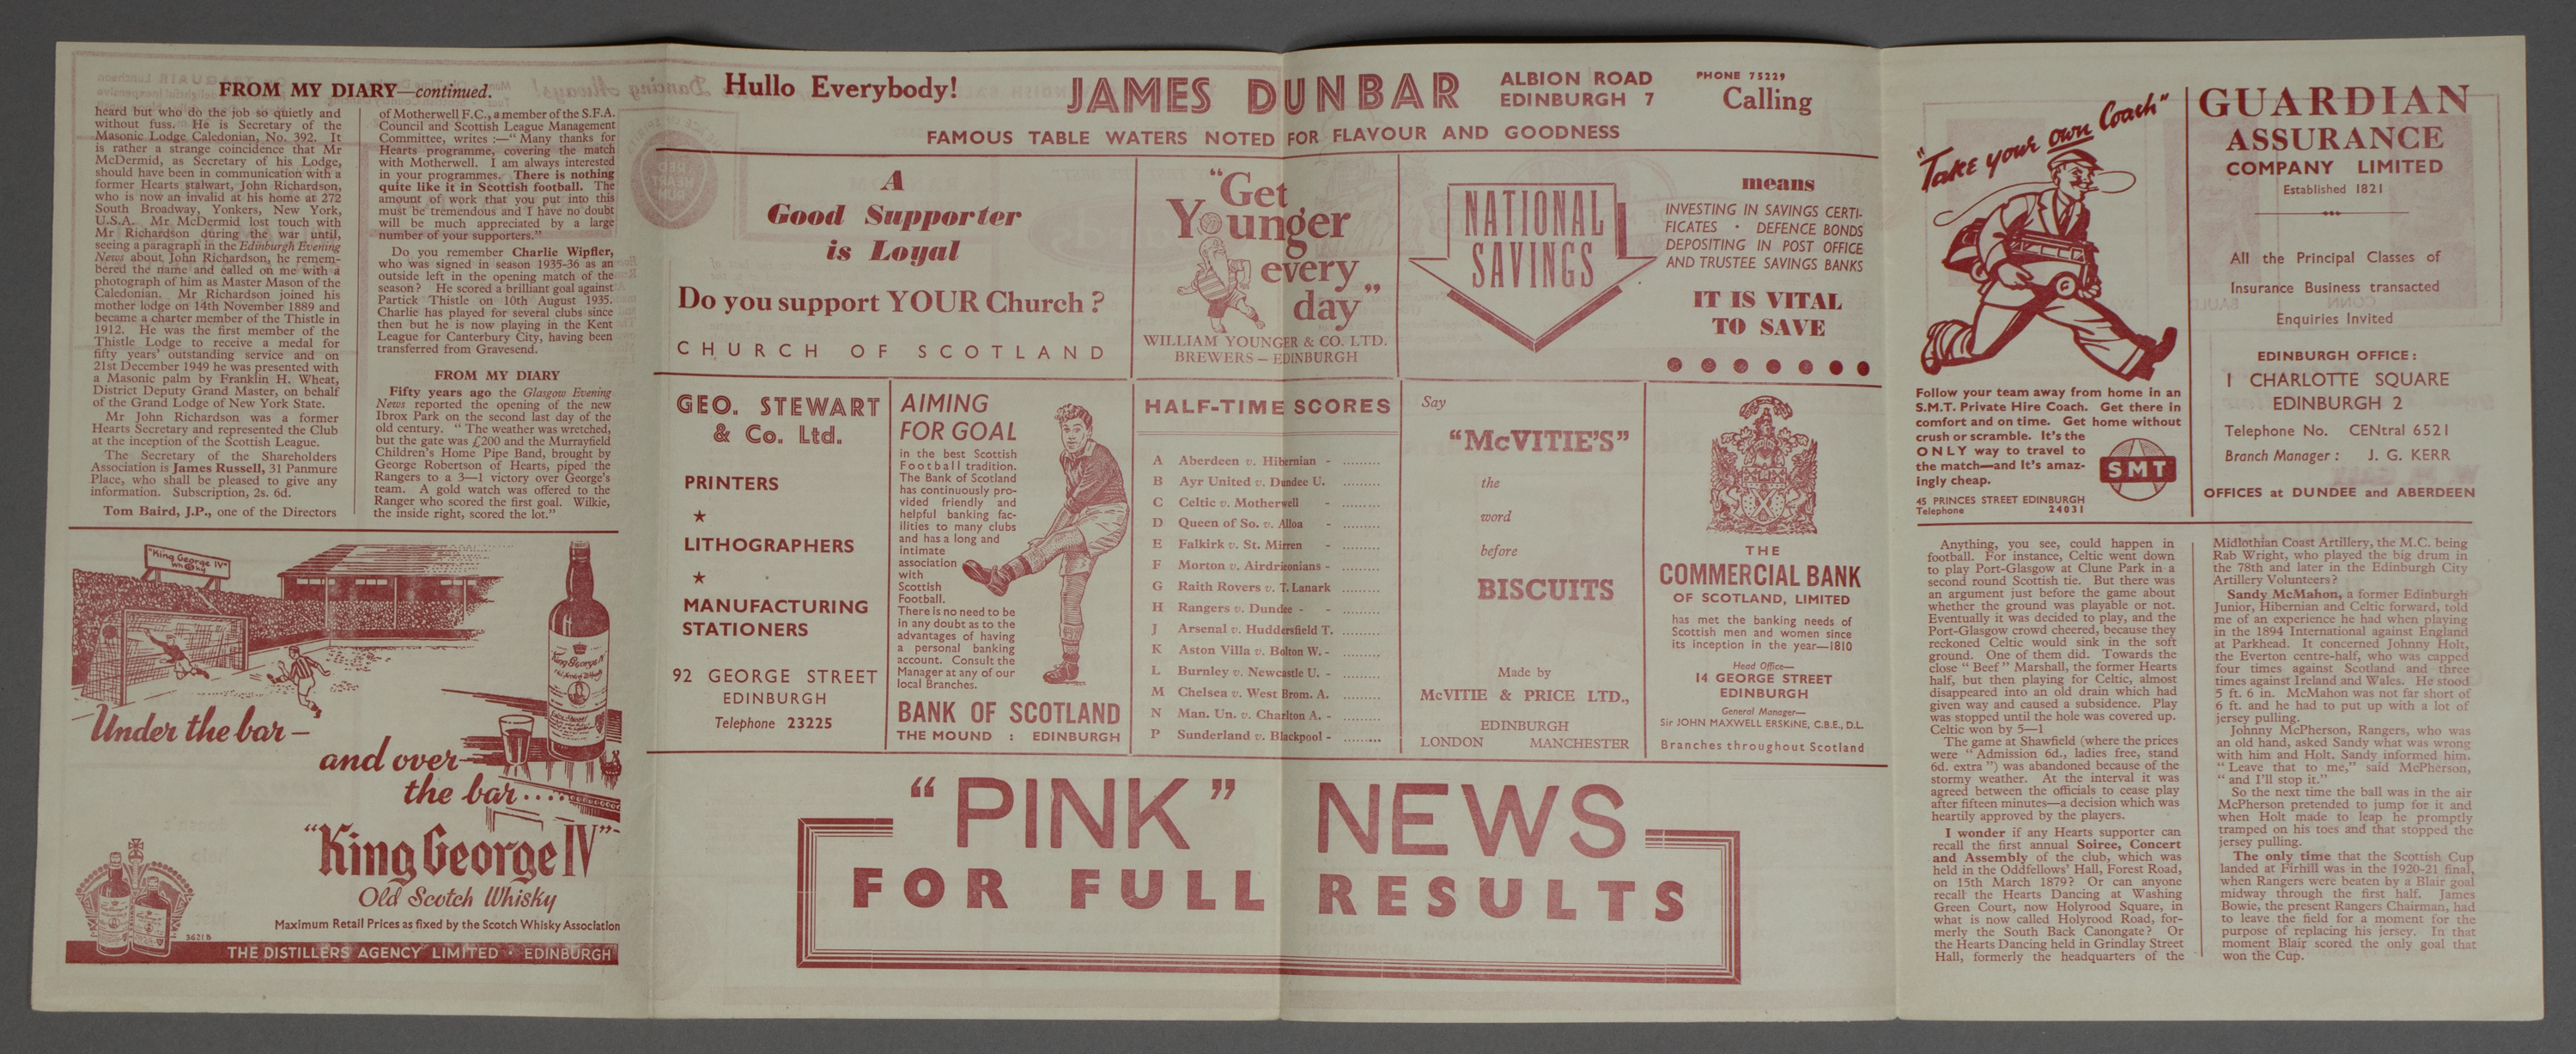 FROM MY DIARY—continued.
heard but who do the job so quietly and
without fuss. He is Secretary of the
Masonic Lodge Caledonian, No. 392. It
is rather a strange coincidence that Mr
McDermid, as Secretary of his Lodge,
should have been in communication with a
former Hearts stalwart, John Richardson,
who is now an invalid at his home at 272
South Broadway, Yonkers, New York,
U.S.A. Mr McDermid lost touch with
Mr Richardson during the war until,
seeing a paragraph in the Edinburgh Evening
News about John Richardson, he remem-
bered the name and called on me with a
photograph of him as Master Mason of the
Caledonian. Mr Richardson joined his
mother lodge on 14th November 1889 and
became a charter member of the Thistle in
1912. He was the first member of the
Thistle Lodge to receive a medal for
fifty years' outstanding service and on
21st December 1949 he was presented with
a Masonic palm by Franklin H. Wheat,
District Deputy Grand Master, on behalf
of the Grand Lodge of New York State.
Mr John Richardson was a former
Hearts Secretary and represented the Club
at the inception of the Scottish League.
The Secretary of the Shareholders
Association is James Russell, 31 Panmure
Place, who shall be pleased to give any
information. Subscription, 2s. 6d.
Tom Baird, J.P., one of the Directors
of Motherwell F.C., a member of the S.F.A.
Council and Scottish League Management
Committee, writes :—" Many thanks for
Hearts programme, covering the match
with Motherwell. I am always interested
in your programmes. There is nothing
quite like it in Scottish football. The
amount of work that you put into this
must be tremendous and I have no doubt
will be much appreciated by a large
number of your supporters."
Do you remember Charlie Wipfler,
who was signed in season 1935-36 as an
outside left in the opening match of the
season? He scored a brilliant goal against
Partick Thistle on 10th August 1935.
Charlie has played for several clubs since
then but he is now playing in the Kent
League for Canterbury City, having been
transferred from Gravesend.
FROM MY DIARY
Fifty years ago the Glasgow Evening
News reported the opening of the new
Ibrox Park on the second last day of the
old century. " The weather was wretched,
but the gate was £200 and the Murrayfield
Children's Home Pipe Band, brought by
George Robertson of Hearts, piped the
Rangers to a 3—1 victory over George's
team. A gold watch was offered to the
Ranger who scored the first goal. Wilkie,
the inside right, scored the lot."
"King George IV"
Whisky
Under the bar—
and over
the bar....
"King George IV"
Old Scotch Whisky
Maximum Retail Prices as fixed by the Scotch Whisky Association
3621B
THE DISTILLERS AGENCY LIMITED · EDINBURGH
Hullo Everybody!
JAMES DUNBAR
ALBION ROAD
EDINBURGH 7
PHONE 75229
Calling
FAMOUS TABLE WATERS NOTED FOR FLAVOUR AND GOODNESS
A
Good Supporter
is Loyal
Do you support YOUR Church ?
CHURCH OF SCOTLAND
"Get
Younger
every
day"
WILLIAM YOUNGER & CO. LTD.
BREWERS — EDINBURGH
NATIONAL
SAVINGS
means
INVESTING IN SAVINGS CERTI-
FICATES · DEFENCE BONDS
DEPOSITING IN POST OFFICE
AND TRUSTEE SAVINGS BANKS
IT IS VITAL
TO SAVE
GEO. STEWART
& Co. Ltd.
PRINTERS
★
LITHOGRAPHERS
★
MANUFACTURING
STATIONERS
92 GEORGE STREET
EDINBURGH
Telephone 23225
AIMING
FOR GOAL
in the best Scottish
Football tradition.
The Bank of Scotland
has continuously pro-
vided friendly and
helpful banking fac-
ilities to many clubs
and has a long and
intimate
association
with
Scottish
Football.
There is no need to be
in any doubt as to the
advantages of having
a personal banking
account. Consult the
Manager at any of our
local Branches.
BANK OF SCOTLAND
THE MOUND : EDINBURGH
HALF-TIME SCORES
A Aberdeen v. Hibernian - .........
B Ayr United v. Dundee U. .........
C Celtic v. Motherwell - .........
D Queen of So. v. Alloa - .........
E Falkirk v. St. Mirren - .........
F Morton v. Airdrieonians - .........
G Raith Rovers v. T. Lanark .........
H Rangers v. Dundee - - .........
J Arsenal v. Huddersfield T. .........
K Aston Villa v. Bolton W. - .........
L Burnley v. Newcastle U. - .........
M Chelsea v. West Brom. A. .........
N Man. Un. v. Charlton A. - .........
P Sunderland v. Blackpool - .........
Say
"McVITIE'S"
the
word
before
BISCUITS
Made by
McVITIE & PRICE LTD.,
EDINBURGH
LONDON MANCHESTER
THE
COMMERCIAL BANK
OF SCOTLAND, LIMITED
has met the banking needs of
Scottish men and women since
its inception in the year—1810
Head Office—
14 GEORGE STREET
EDINBURGH
General Manager—
Sir JOHN MAXWELL ERSKINE, C.B.E., D.L.
Branches throughout Scotland
"PINK" NEWS
FOR FULL RESULTS
"Take your own Coach"
Follow your team away from home in an
S.M.T. Private Hire Coach. Get there in
comfort and on time. Get home without
crush or scramble. It's the
ONLY way to travel to
the match—and it's amaz-
ingly cheap.
SMT
45 PRINCES STREET EDINBURGH
Telephone 24031
GUARDIAN
ASSURANCE
COMPANY LIMITED
Established 1821
All the Principal Classes of
Insurance Business transacted
Enquiries Invited
EDINBURGH OFFICE :
1 CHARLOTTE SQUARE
EDINBURGH 2
Telephone No. CENtral 6521
Branch Manager : J. G. KERR
OFFICES at DUNDEE and ABERDEEN
Anything, you see, could happen in
football. For instance, Celtic went down
to play Port-Glasgow at Clune Park in a
second round Scottish tie. But there was
an argument just before the game about
whether the ground was playable or not.
Eventually it was decided to play, and the
Port-Glasgow crowd cheered, because they
reckoned Celtic would sink in the soft
ground. One of them did. Towards the
close " Beef " Marshall, the former Hearts
half, but then playing for Celtic, almost
disappeared into an old drain which had
given way and caused a subsidence. Play
was stopped until the hole was covered up.
Celtic won by 5—1
The game at Shawfield (where the prices
were " Admission 6d., ladies free, stand
6d. extra ") was abandoned because of the
stormy weather. At the interval it was
agreed between the officials to cease play
after fifteen minutes—a decision which was
heartily approved by the players.
I wonder if any Hearts supporter can
recall the first annual Soiree, Concert
and Assembly of the club, which was
held in the Oddfellows' Hall, Forest Road,
on 15th March 1879? Or can anyone
recall the Hearts Dancing at Washing
Green Court, now Holyrood Square, in
what is now called Holyrood Road, for-
merly the South Back Canongate? Or
the Hearts Dancing held in Grindlay Street
Hall, formerly the headquarters of the
Midlothian Coast Artillery, the M.C. being
Rab Wright, who played the big drum in
the 78th and later in the Edinburgh City
Artillery Volunteers?
Sandy McMahon, a former Edinburgh
Junior, Hibernian and Celtic forward, told
me of an experience he had when playing
in the 1894 International against England
at Parkhead. It concerned Johnny Holt,
the Everton centre-half, who was capped
four times against Scotland and three
times against Ireland and Wales. He stood
5 ft. 6 in. McMahon was not far short of
6 ft. and he had to put up with a lot of
jersey pulling.
Johnny McPherson, Rangers, who was
an old hand, asked Sandy what was wrong
with him and Holt. Sandy informed him.
" Leave that to me," said McPherson,
" and I'll stop it."
So the next time the ball was in the air
McPherson pretended to jump for it and
when Holt made to leap he promptly
tramped on his toes and that stopped the
jersey pulling.
The only time that the Scottish Cup
landed at Firhill was in the 1920-21 final,
when Rangers were beaten by a Blair goal
midway through the first half. James
Bowie, the present Rangers Chairman, had
to leave the field for a moment for the
purpose of replacing his jersey. In that
moment Blair scored the only goal that
won the Cup.